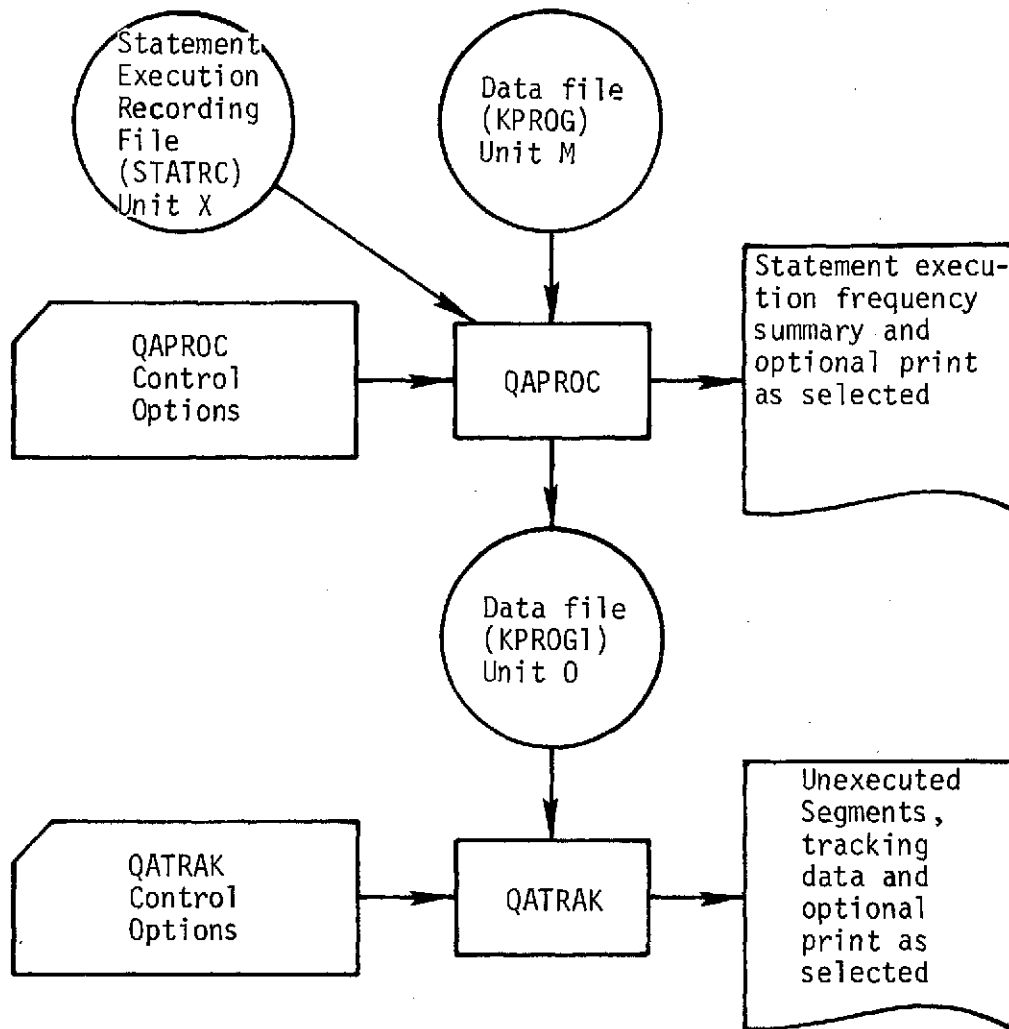 Statement
Execution
Recording
File
(STATRC)
Unit X
Data file
(KPROG)
Unit M
QAPROC
Control
Options
QAPROC
Statement execu-
tion frequency
summary and
optional print
as selected
Data file
(KPROG1)
Unit O
QATRAK
Control
Options
QATRAK
Unexecuted
Segments,
tracking
data and
optional
print as
selected